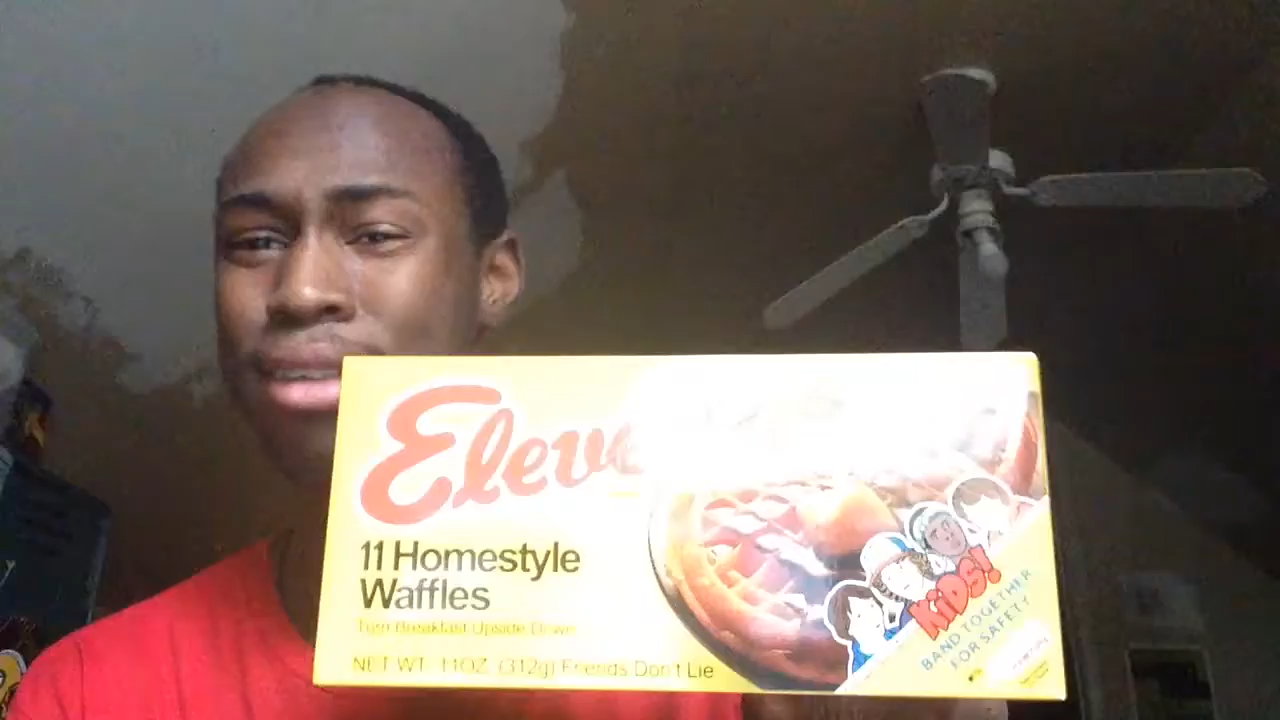 Eleve
11 Homestyle
Waffles
Turn Breakfast Upside Down
NET WT. 11OZ. (312g) Friends Don't Lie
KIDS!
BAND TOGETHER
FOR SAFETY